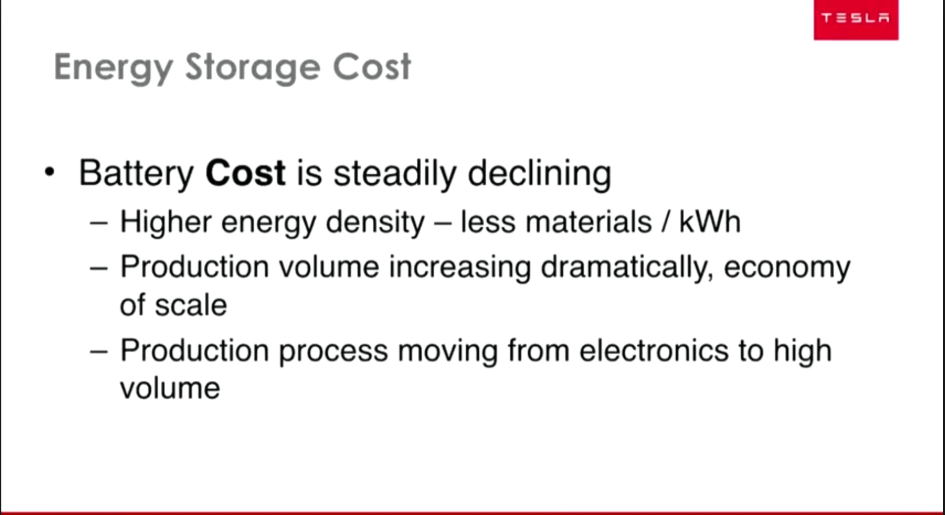 TESLA
Energy Storage Cost
• Battery Cost is steadily declining
– Higher energy density – less materials / kWh
– Production volume increasing dramatically, economy
of scale
– Production process moving from electronics to high
volume